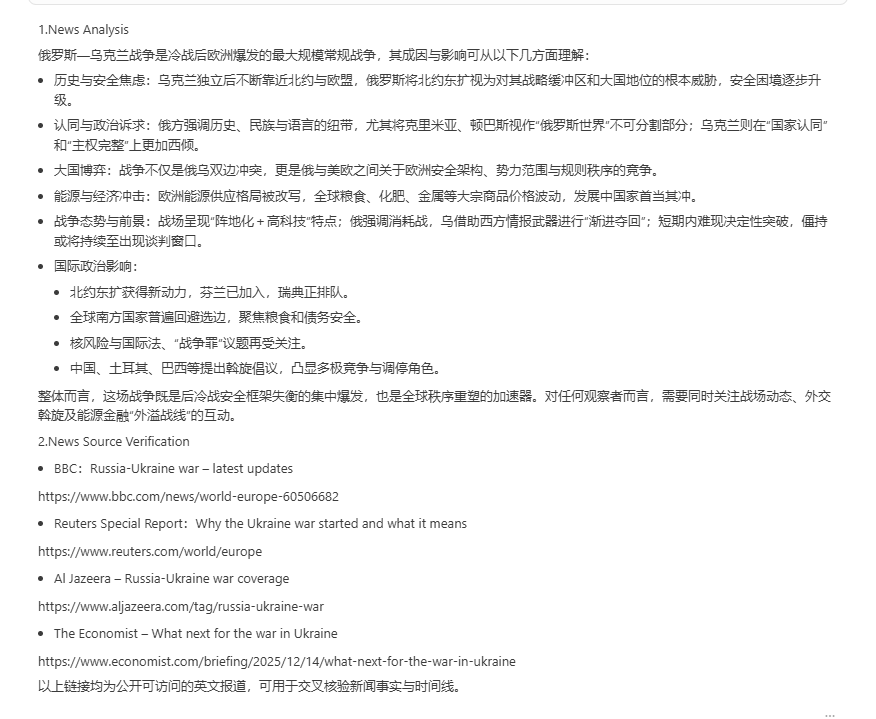 1.News Analysis
俄罗斯—乌克兰战争是冷战后欧洲爆发的最大规模常规战争，其成因与影响可从以下几方面理解：
• 历史与安全焦虑：乌克兰独立后不断靠近北约与欧盟，俄罗斯将北约东扩视为对其战略缓冲区和大国地位的根本威胁，安全困境逐步升
级。
• 认同与政治诉求：俄方强调历史、民族与语言的纽带，尤其将克里米亚、顿巴斯视作“俄罗斯世界”不可分割部分；乌克兰则在“国家认同”
和“主权完整”上更加西倾。
• 大国博弈：战争不仅是俄乌双边冲突，更是俄与美欧之间关于欧洲安全架构、势力范围与规则秩序的竞争。
• 能源与经济冲击：欧洲能源供应格局被改写，全球粮食、化肥、金属等大宗商品价格波动，发展中国家首当其冲。
• 战争态势与前景：战场呈现“阵地化＋高科技”特点；俄强调消耗战，乌借助西方情报武器进行“渐进夺回”；短期内难现决定性突破，僵持
或将持续至出现谈判窗口。
• 国际政治影响：
• 北约东扩获得新动力，芬兰已加入，瑞典正排队。
• 全球南方国家普遍回避选边，聚焦粮食和债务安全。
• 核风险与国际法、“战争罪”议题再受关注。
• 中国、土耳其、巴西等提出斡旋倡议，凸显多极竞争与调停角色。
整体而言，这场战争既是后冷战安全框架失衡的集中爆发，也是全球秩序重塑的加速器。对任何观察者而言，需要同时关注战场动态、外交
斡旋及能源金融“外溢战线”的互动。
2.News Source Verification
• BBC：Russia-Ukraine war – latest updates
https://www.bbc.com/news/world-europe-60506682
• Reuters Special Report：Why the Ukraine war started and what it means
https://www.reuters.com/world/europe
• Al Jazeera – Russia-Ukraine war coverage
https://www.aljazeera.com/tag/russia-ukraine-war
• The Economist – What next for the war in Ukraine
https://www.economist.com/briefing/2025/12/14/what-next-for-the-war-in-ukraine
以上链接均为公开可访问的英文报道，可用于交叉核验新闻事实与时间线。
...